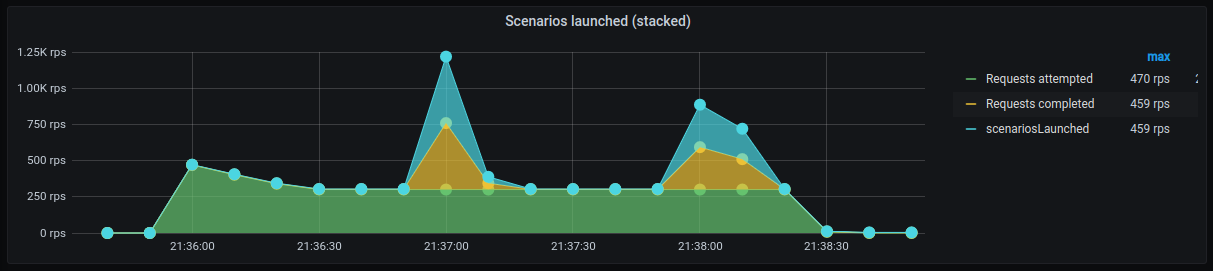 Scenarios launched (stacked)
1.25K rps
1.00K rps
750 rps
500 rps
250 rps
0 rps
21:36:00
21:36:30
21:37:00
21:37:30
21:38:00
21:38:30
max
Requests attempted 470 rps
Requests completed 459 rps
scenariosLaunched 459 rps